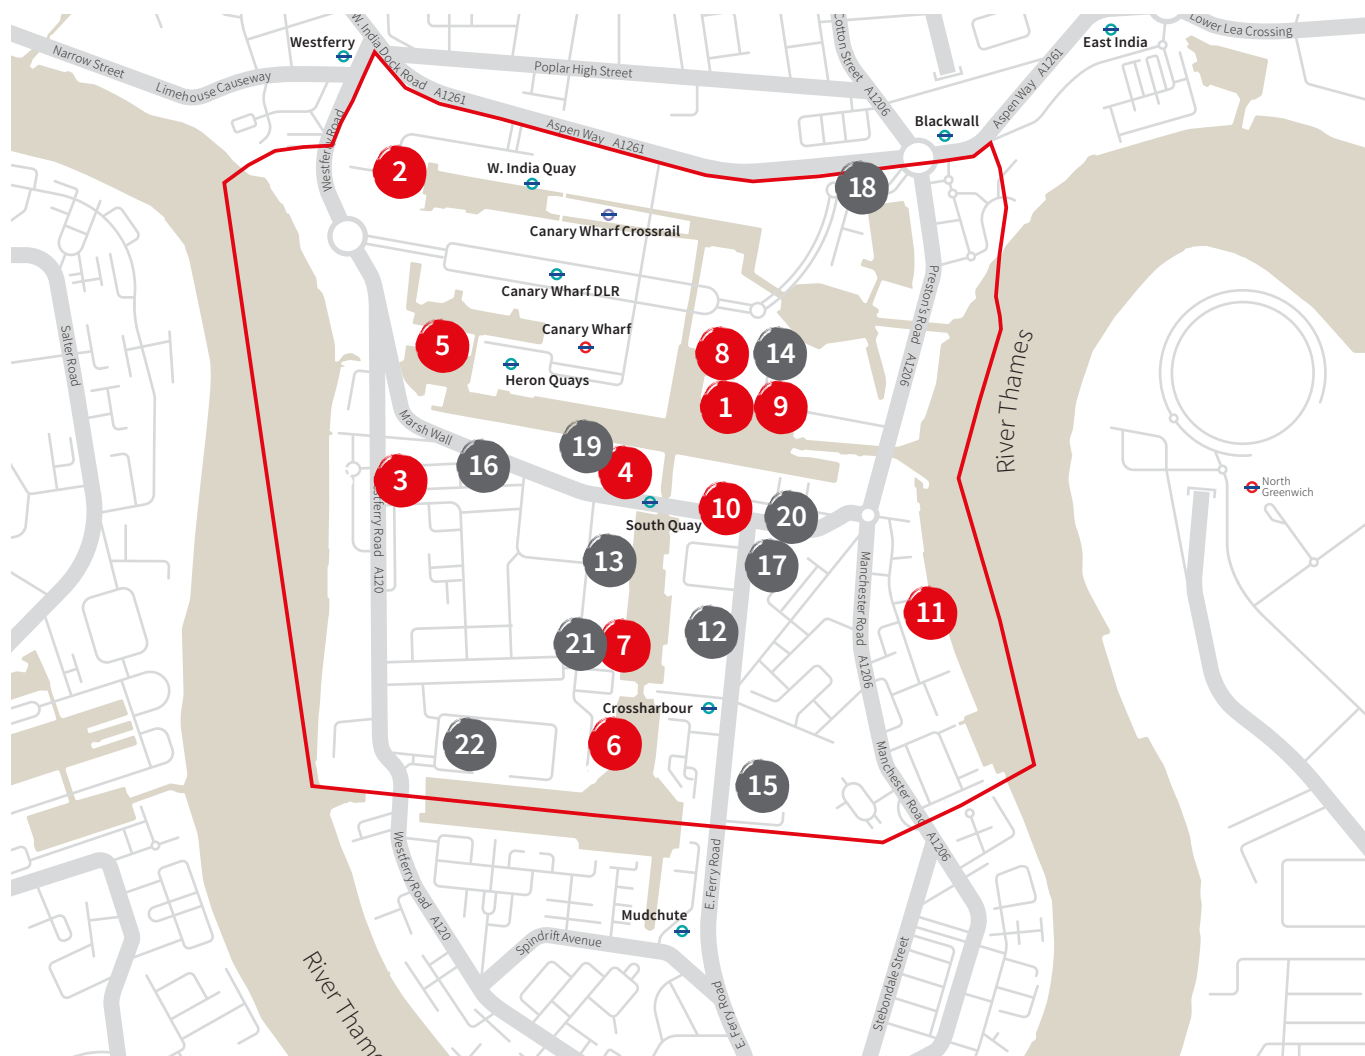 Westferry
Narrow Street
Limehouse Causeway
W. India Dock Road A1261
Poplar High Street
Cotton Street A1206
East India
Lower Lea Crossing
Aspen Way A1261
Blackwall
Aspen Way A1261
Westferry Road
2
W. India Quay
18
Canary Wharf Crossrail
Canary Wharf DLR
Preston's Road A1206
Salter Road
Canary Wharf
5
8
14
Heron Quays
1
9
River Thames
Marsh Wall
19
16
4
3
North
Greenwich
10
20
South Quay
stferry Road A120
13
17
Manchester Road A1206
11
12
21
7
Crossharbour
22
6
15
Manchester Road A1206
Westferry Road A120
E. Ferry Road
Mudchute
Spindrift Avenue
Stebondale Street
River Thame
E. Ferry Road